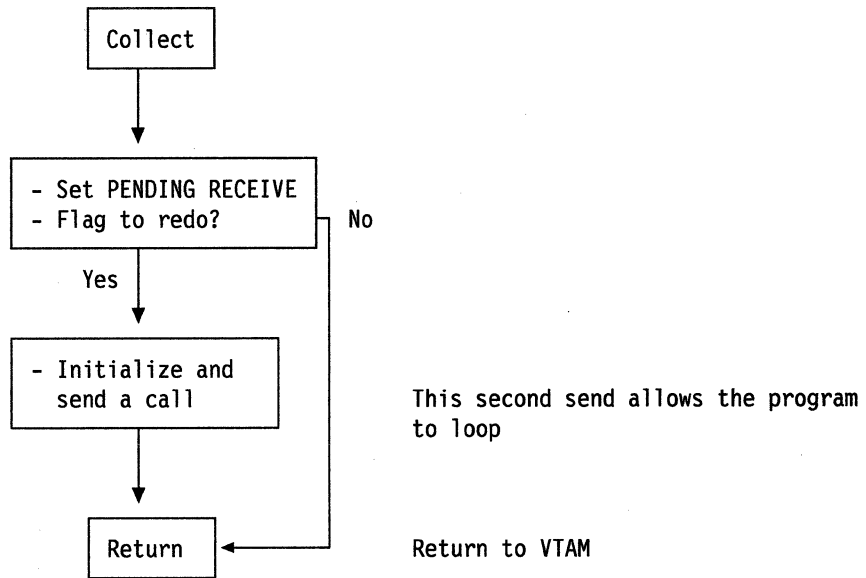 Collect
- Set PENDING RECEIVE
- Flag to redo?
No
Yes
- Initialize and
send a call
This second send allows the program
to loop
Return
Return to VTAM